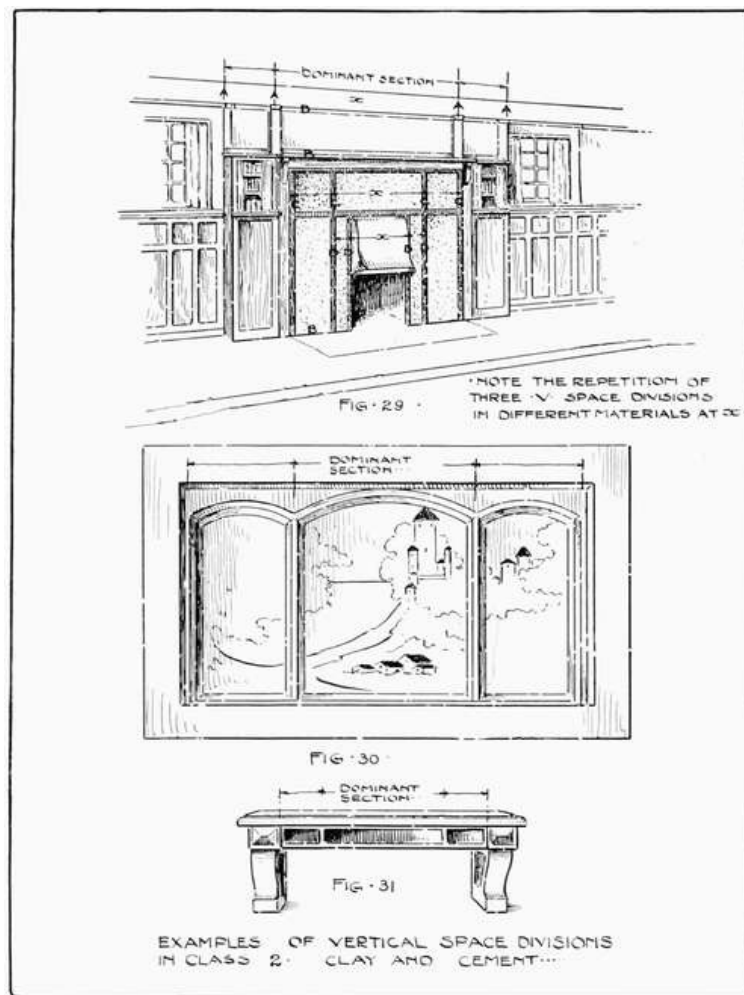 DOMINANT SECTION
x
D
B
x
x
B
FIG · 29
· NOTE THE REPETITION OF
THREE · V · SPACE DIVISIONS
IN DIFFERENT MATERIALS AT x
DOMINANT
SECTION ···
FIG · 30 ·
DOMINANT
SECTION ··
FIG · 31
EXAMPLES OF VERTICAL SPACE DIVISIONS
IN CLASS 2 · CLAY AND CEMENT ···